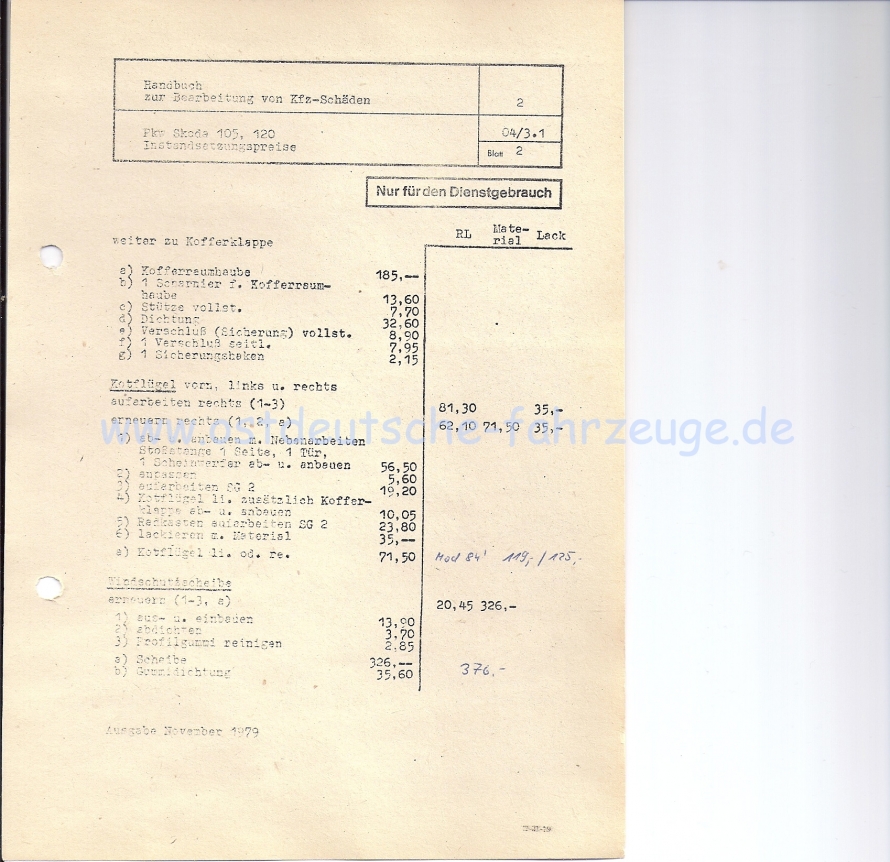 Handbuch
zur Bearbeitung von Kfz-Schäden
2
Pkw Skoda 105, 120
Instandsetzungspreise
04/3.1
Blatt 2
Nur für den Dienstgebrauch
weiter zu Kofferklappe
RL Mate-rial Lack
a) Kofferraumhaube 185,--
b) 1 Scharnier f. Kofferraum-
haube 13,60
c) Stütze vollst. 7,70
d) Dichtung 32,60
e) Verschluß (Sicherung) vollst. 8,90
f) 1 Verschluß seitl. 7,95
g) 1 Sicherungshaken 2,15
Kotflügel vorn, links u. rechts
aufarbeiten rechts (1-3) 81,30 35,-
erneuern rechts (1, 2, a) 62,10 71,50 35,-
www.ostdeutsche-fahrzeuge.de
1) ab- u. anbauen m. Nebenarbeiten
Stoßstange 1 Seite, 1 Tür,
1 Scheinwerfer ab- u. anbauen 56,50
2) anpassen 5,60
3) aufarbeiten SG 2 19,20
4) Kotflügel li. zusätzlich Koffer-
klappe ab- u. anbauen 10,05
5) Radkasten aufarbeiten SG 2 23,80
6) lackieren m. Material 35,--
a) Kotflügel li. od. re. 71,50 Mod 84' 119,-/125,-
Windschutzscheibe
erneuern (1-3, a) 20,45 326,-
1) aus- u. einbauen 13,90
2) abdichten 3,70
3) Profilgummi reinigen 2,85
a) Scheibe 326,--
b) Gummidichtung 35,60 376,-
Ausgabe November 1979